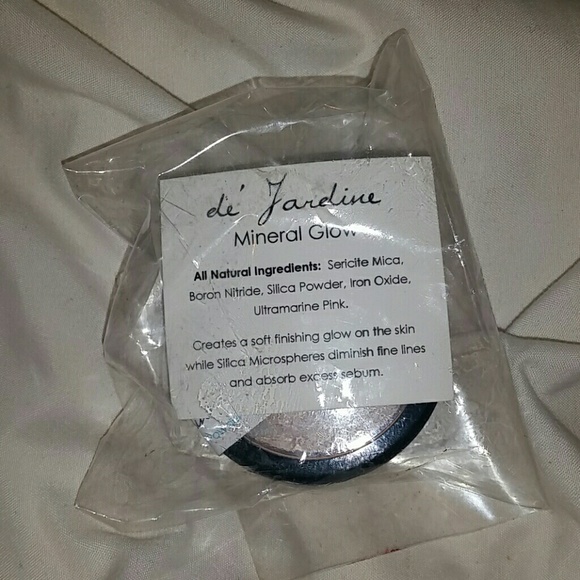 dé Jardine
Mineral Glow
All Natural Ingredients: Sericite Mica,
Boron Nitride, Silica Powder, Iron Oxide,
Ultramarine Pink.
Creates a soft finishing glow on the skin
while Silica Microspheres diminish fine lines
and absorb excess sebum.